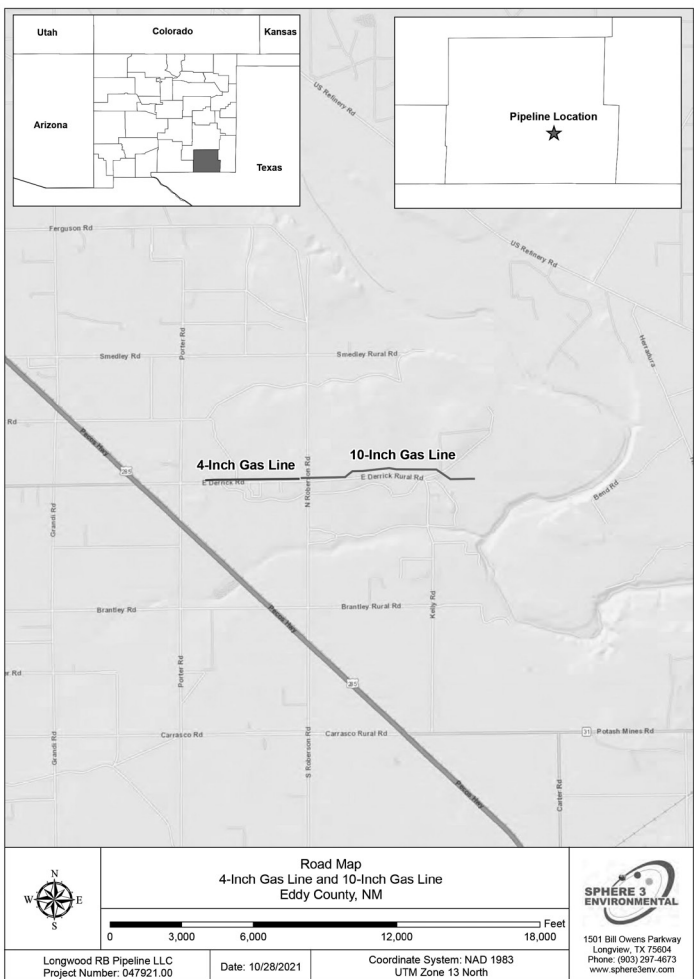 Utah
Colorado
Kansas
Arizona
Texas
Pipeline Location
US Refinery Rd
Ferguson Rd
US Refinery Rd
Porter Rd
Herradura
Smedley Rd
Smedley Rural Rd
Rd
Pecos Hwy
285
4-Inch Gas Line
10-Inch Gas Line
E Derrick Rd
N Roberson Rd
E Derrick Rural Rd
Bend Rd
Grandi Rd
Brantley Rd
Pecos Hwy
Brantley Rural Rd
Kelly Rd
er Rd
Porter Rd
285
Grandi Rd
Carrasco Rd
S Roberson Rd
Carrasco Rural Rd
31
Potash Mines Rd
Pecos Hwy
Carter Rd
N
W
E
S
Road Map
4-Inch Gas Line and 10-Inch Gas Line
Eddy County, NM
Feet
0
3,000
6,000
12,000
18,000
SPHERE 3
ENVIRONMENTAL
1501 Bill Owens Parkway
Longview, TX 75604
Phone: (903) 297-4673
www.sphere3env.com
Longwood RB Pipeline LLC
Project Number: 047921.00
Date: 10/28/2021
Coordinate System: NAD 1983
UTM Zone 13 North